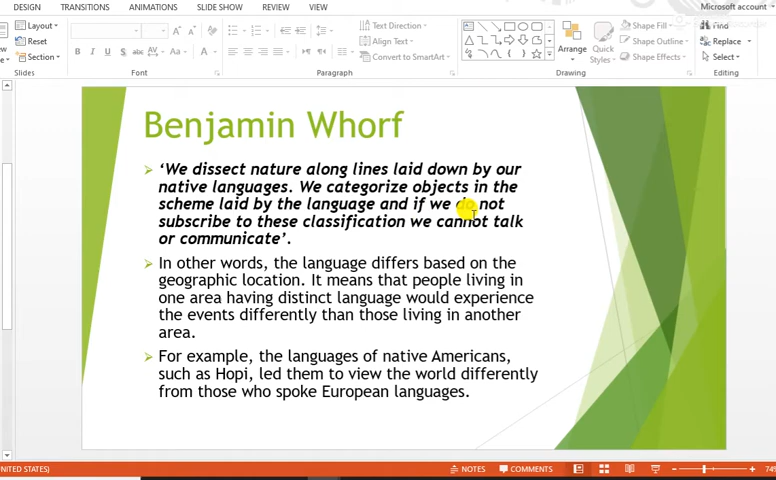 Microsoft account
DESIGN TRANSITIONS ANIMATIONS SLIDE SHOW REVIEW VIEW
Layout Text Direction Shape Fill Find
Reset Align Text Shape Outline Replace
Section Convert to SmartArt Arrange Quick Styles Shape Effects Select
Slides Font Paragraph Drawing Editing
Benjamin Whorf
‘We dissect nature along lines laid down by our
native languages. We categorize objects in the
scheme laid by the language and if we do not
subscribe to these classification we cannot talk
or communicate’.
In other words, the language differs based on the
geographic location. It means that people living in
one area having distinct language would experience
the events differently than those living in another
area.
For example, the languages of native Americans,
such as Hopi, led them to view the world differently
from those who spoke European languages.
NITED STATES) NOTES COMMENTS 74%